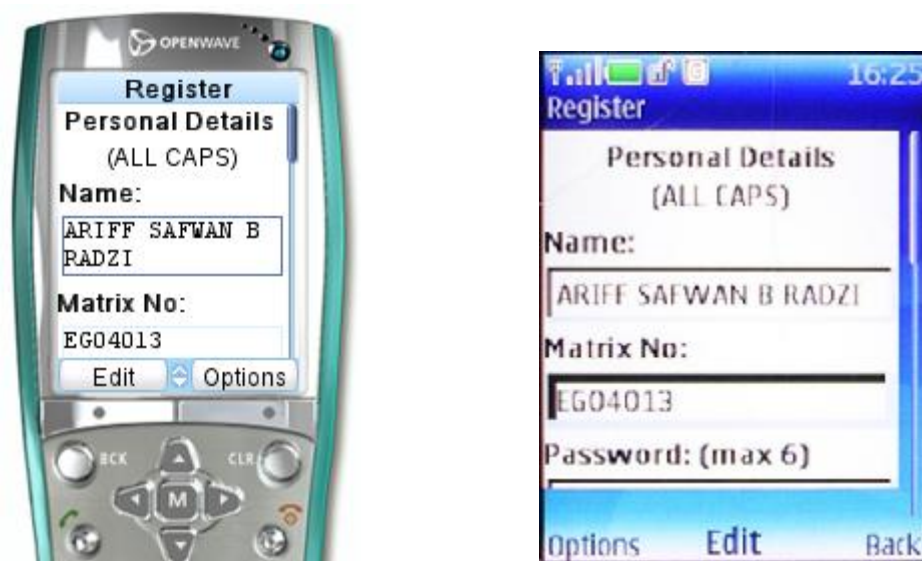 OPENWAVE
Register
Personal Details
(ALL CAPS)
Name:
ARIFF SAFWAN B
RADZI
Matrix No:
EG04013
Edit
Options
BCK
CLR
M
16:25
Register
Personal Details
(ALL CAPS)
Name:
ARIFF SAFWAN B RADZI
Matrix No:
EG04013
Password: (max 6)
Options Edit Back